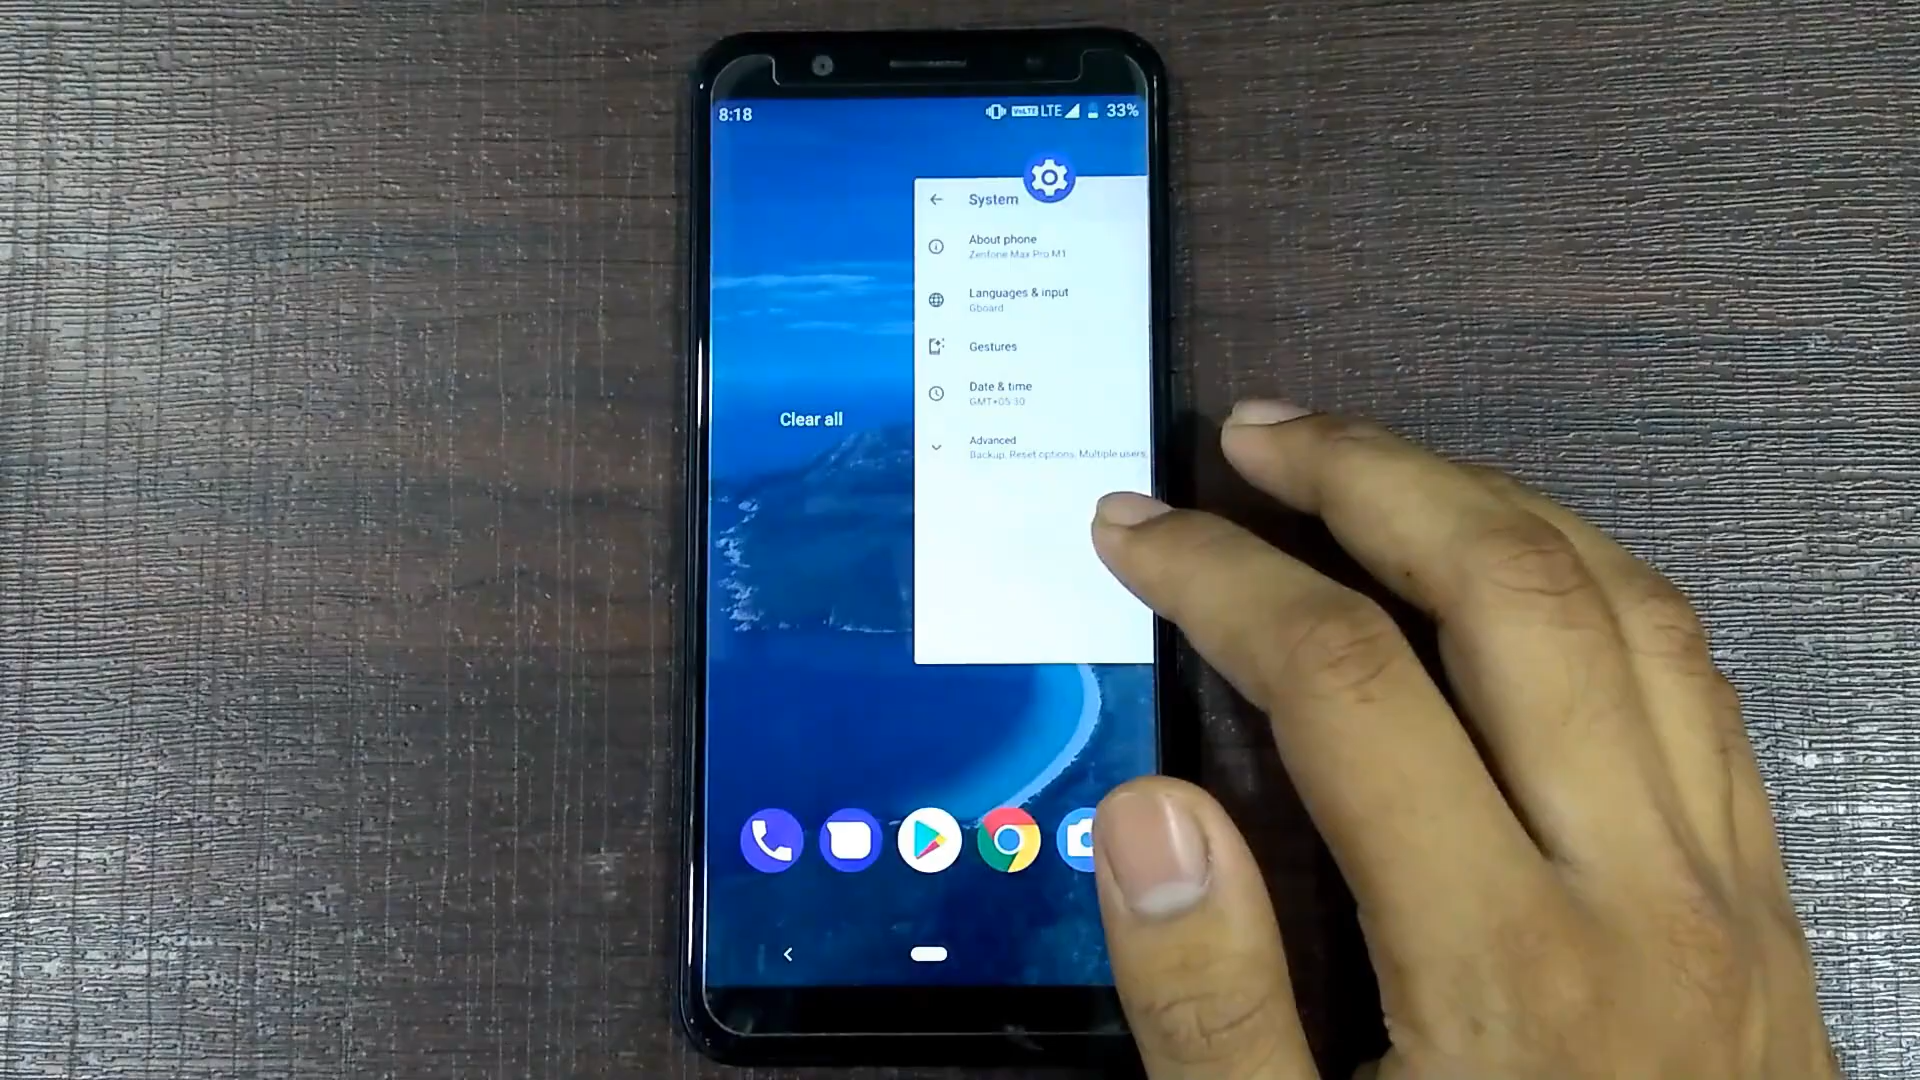 8:18
VoLTE LTE 33%
System
About phone
Zenfone Max Pro M1
Languages & input
Gboard
Gestures
Date & time
GMT+05:30
Clear all
Advanced
Backup, Reset options, Multiple users,